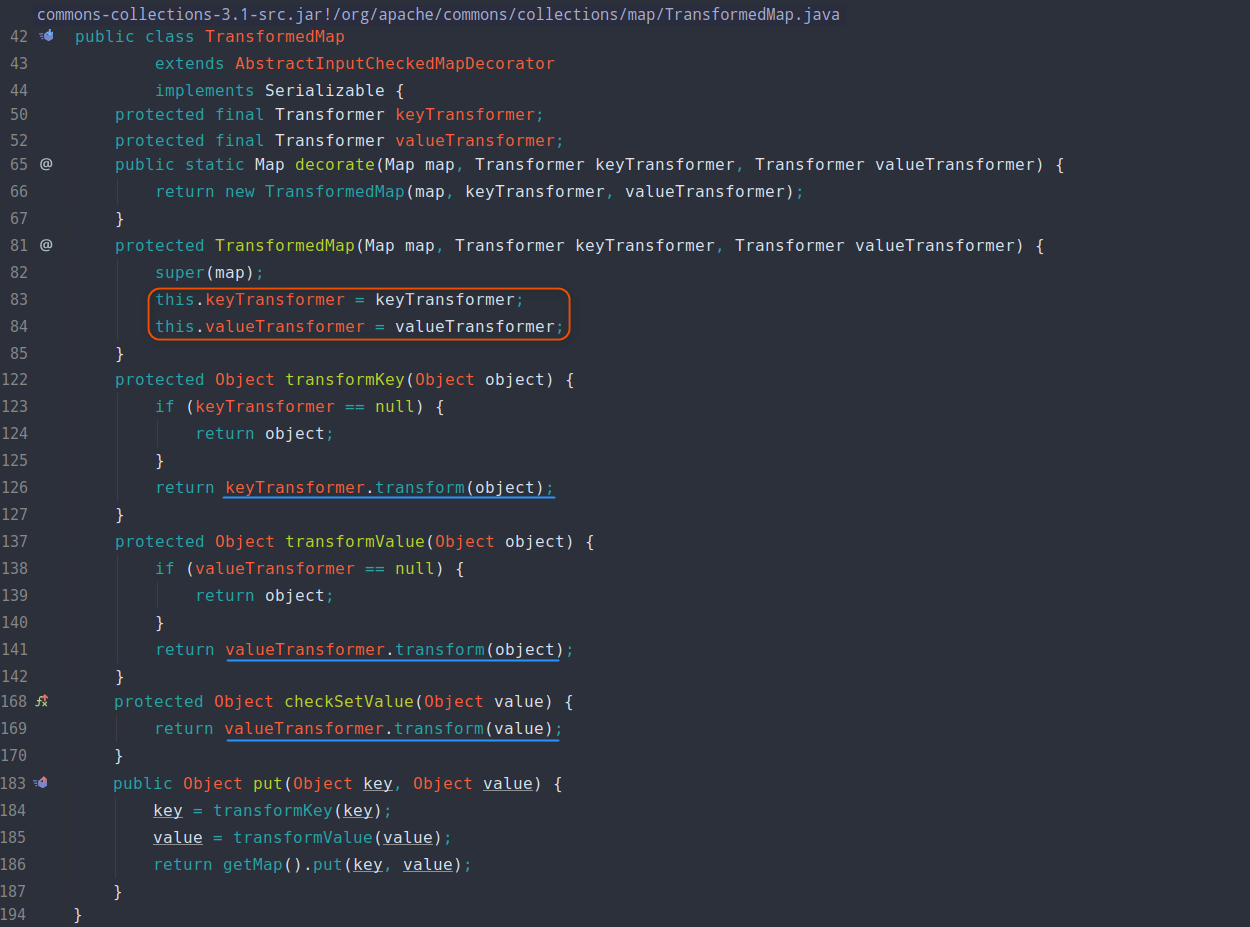 commons-collections-3.1-src.jar!/org/apache/commons/collections/map/TransformedMap.java
42 public class TransformedMap
43 extends AbstractInputCheckedMapDecorator
44 implements Serializable {
50 protected final Transformer keyTransformer;
52 protected final Transformer valueTransformer;
65 @ public static Map decorate(Map map, Transformer keyTransformer, Transformer valueTransformer) {
66 return new TransformedMap(map, keyTransformer, valueTransformer);
67 }
81 @ protected TransformedMap(Map map, Transformer keyTransformer, Transformer valueTransformer) {
82 super(map);
83 this.keyTransformer = keyTransformer;
84 this.valueTransformer = valueTransformer;
85 }
122 protected Object transformKey(Object object) {
123 if (keyTransformer == null) {
124 return object;
125 }
126 return keyTransformer.transform(object);
127 }
137 protected Object transformValue(Object object) {
138 if (valueTransformer == null) {
139 return object;
140 }
141 return valueTransformer.transform(object);
142 }
168 protected Object checkSetValue(Object value) {
169 return valueTransformer.transform(value);
170 }
183 public Object put(Object key, Object value) {
184 key = transformKey(key);
185 value = transformValue(value);
186 return getMap().put(key, value);
187 }
194 }